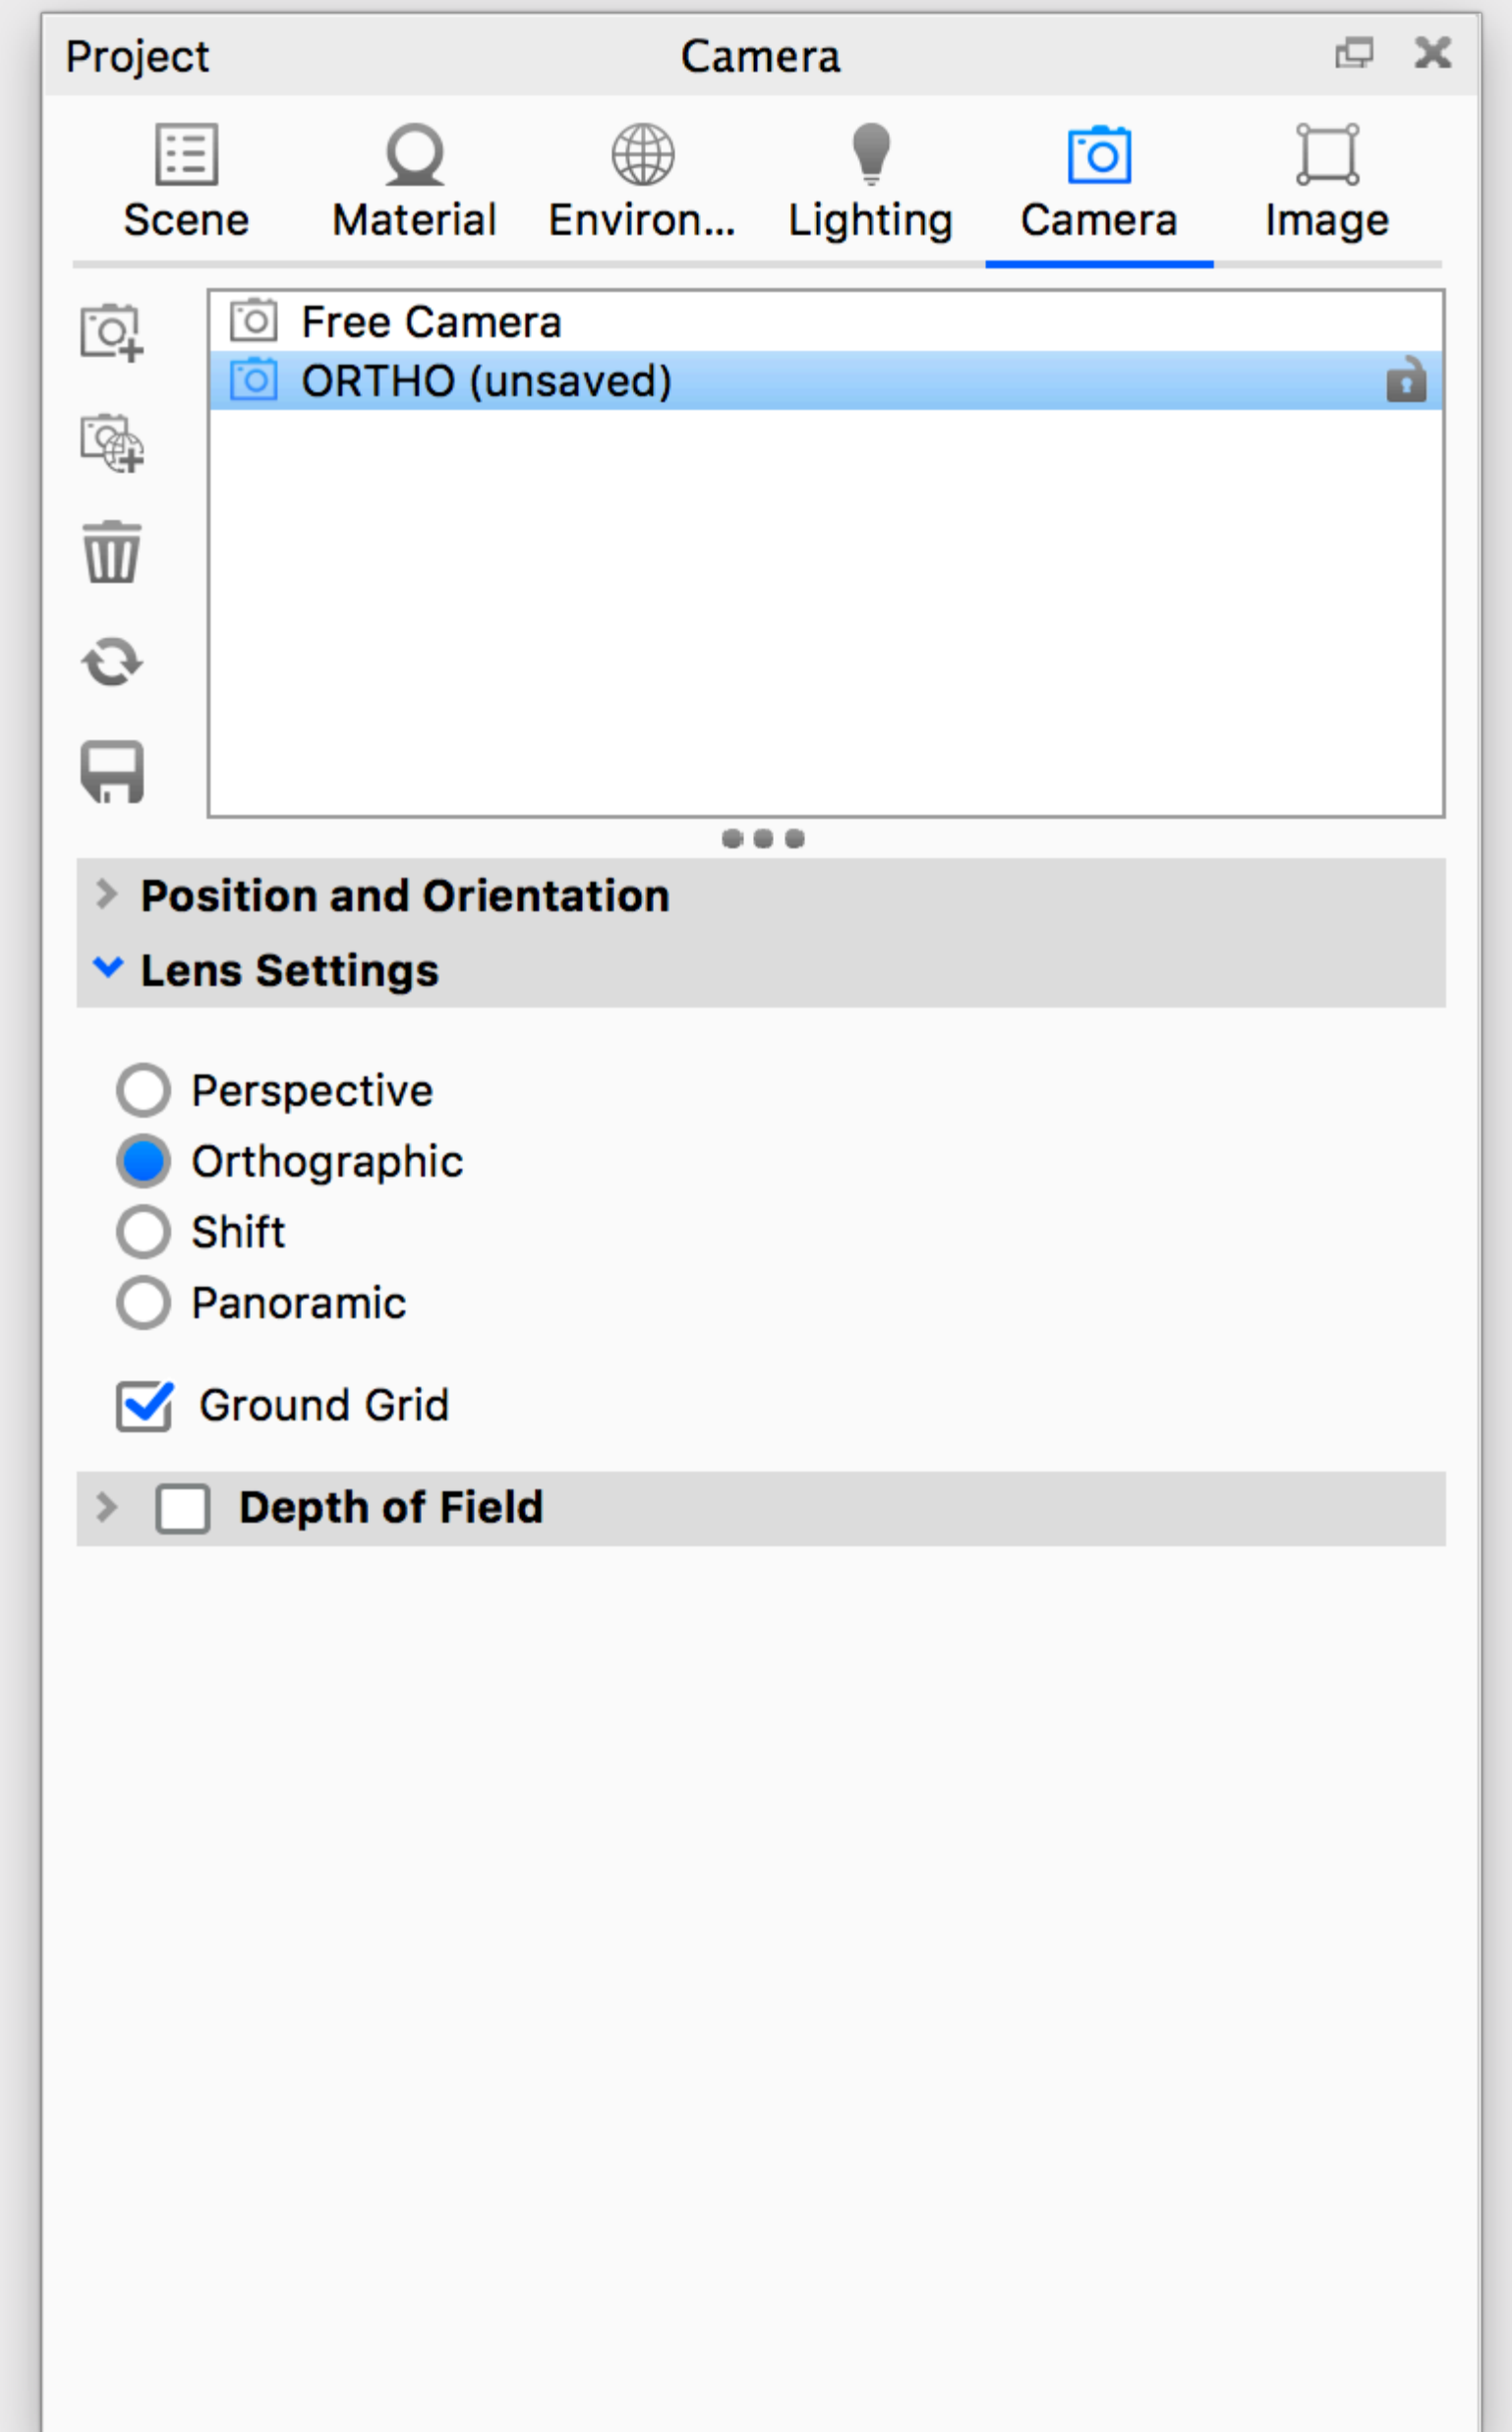 Project Camera
Scene Material Environ... Lighting Camera Image
Free Camera
ORTHO (unsaved)
Position and Orientation
Lens Settings
Perspective
Orthographic
Shift
Panoramic
Ground Grid
Depth of Field